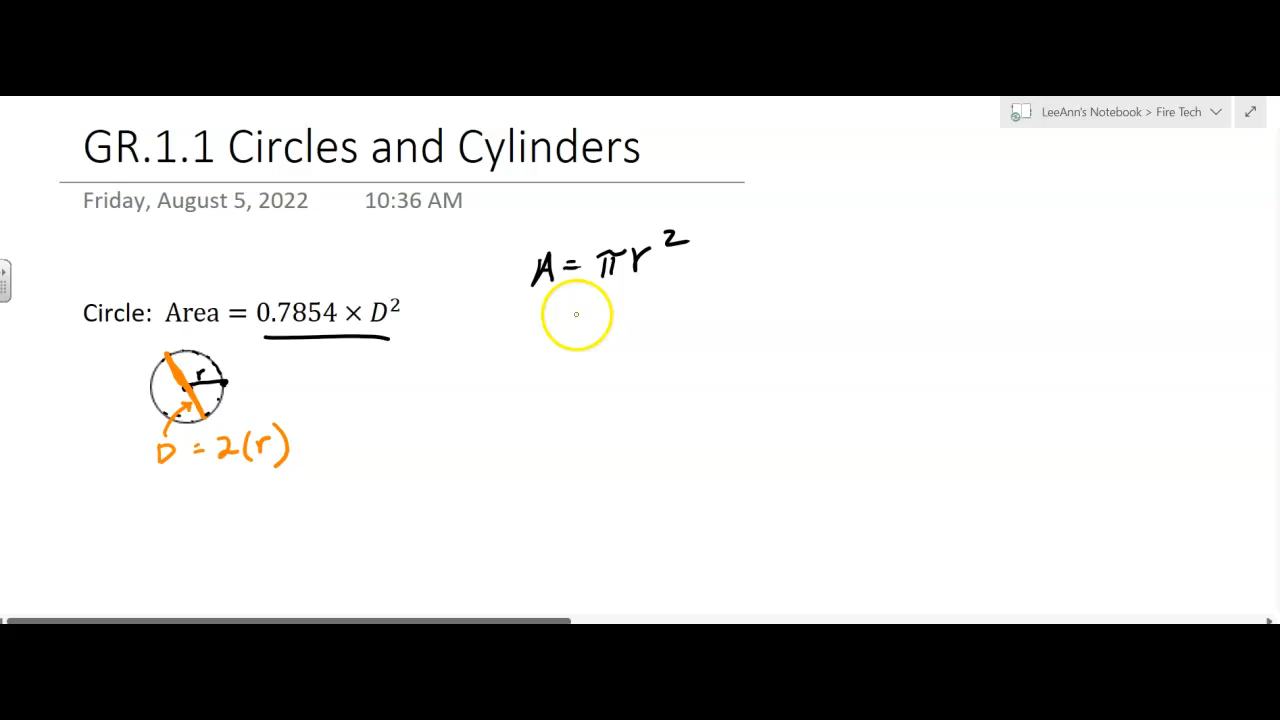 LeeAnn's Notebook > Fire Tech
GR.1.1 Circles and Cylinders
Friday, August 5, 2022 10:36 AM
A = πr²
Circle: Area = 0.7854 × D²
r
D = 2(r)